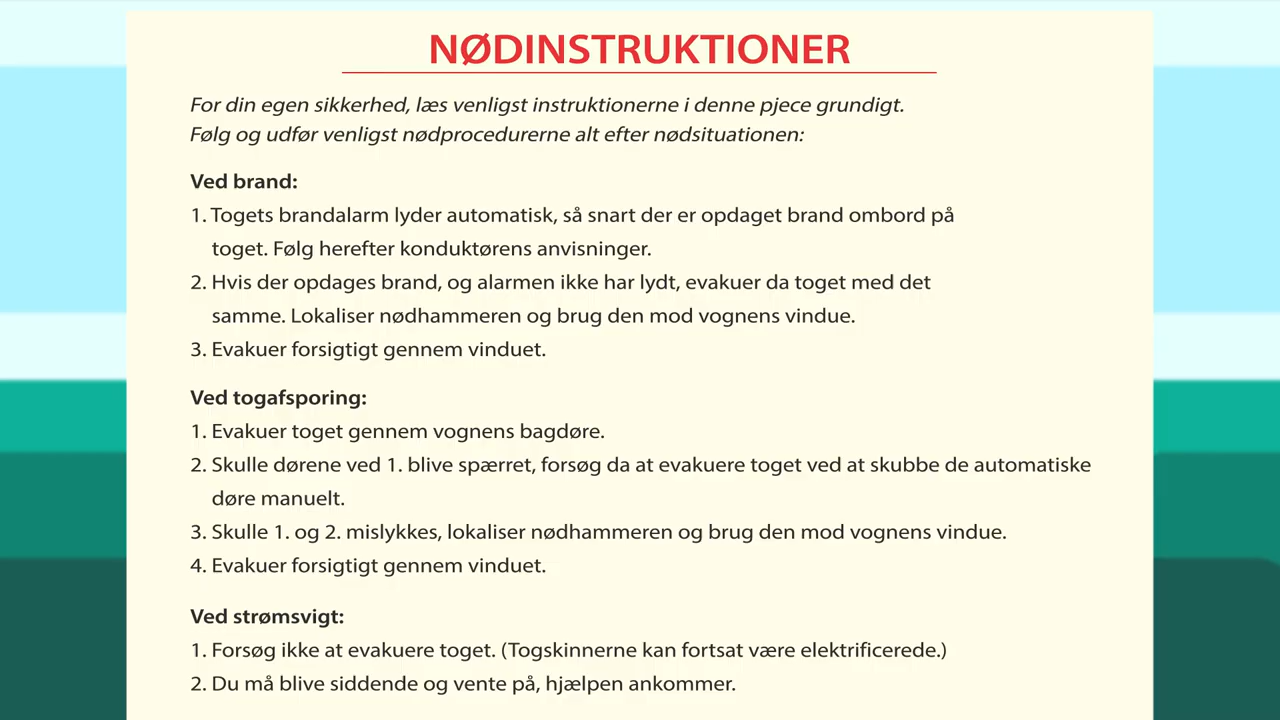 NØDINSTRUKTIONER
For din egen sikkerhed, læs venligst instruktionerne i denne pjece grundigt.
Følg og udfør venligst nødprocedurerne alt efter nødsituationen:
Ved brand:
1. Togets brandalarm lyder automatisk, så snart der er opdaget brand ombord på
toget. Følg herefter konduktørens anvisninger.
2. Hvis der opdages brand, og alarmen ikke har lydt, evakuer da toget med det
samme. Lokaliser nødhammeren og brug den mod vognens vindue.
3. Evakuer forsigtigt gennem vinduet.
Ved togafsporing:
1. Evakuer toget gennem vognens bagdøre.
2. Skulle dørene ved 1. blive spærret, forsøg da at evakuere toget ved at skubbe de automatiske
døre manuelt.
3. Skulle 1. og 2. mislykkes, lokaliser nødhammeren og brug den mod vognens vindue.
4. Evakuer forsigtigt gennem vinduet.
Ved strømsvigt:
1. Forsøg ikke at evakuere toget. (Togskinnerne kan fortsat være elektrificerede.)
2. Du må blive siddende og vente på, hjælpen ankommer.